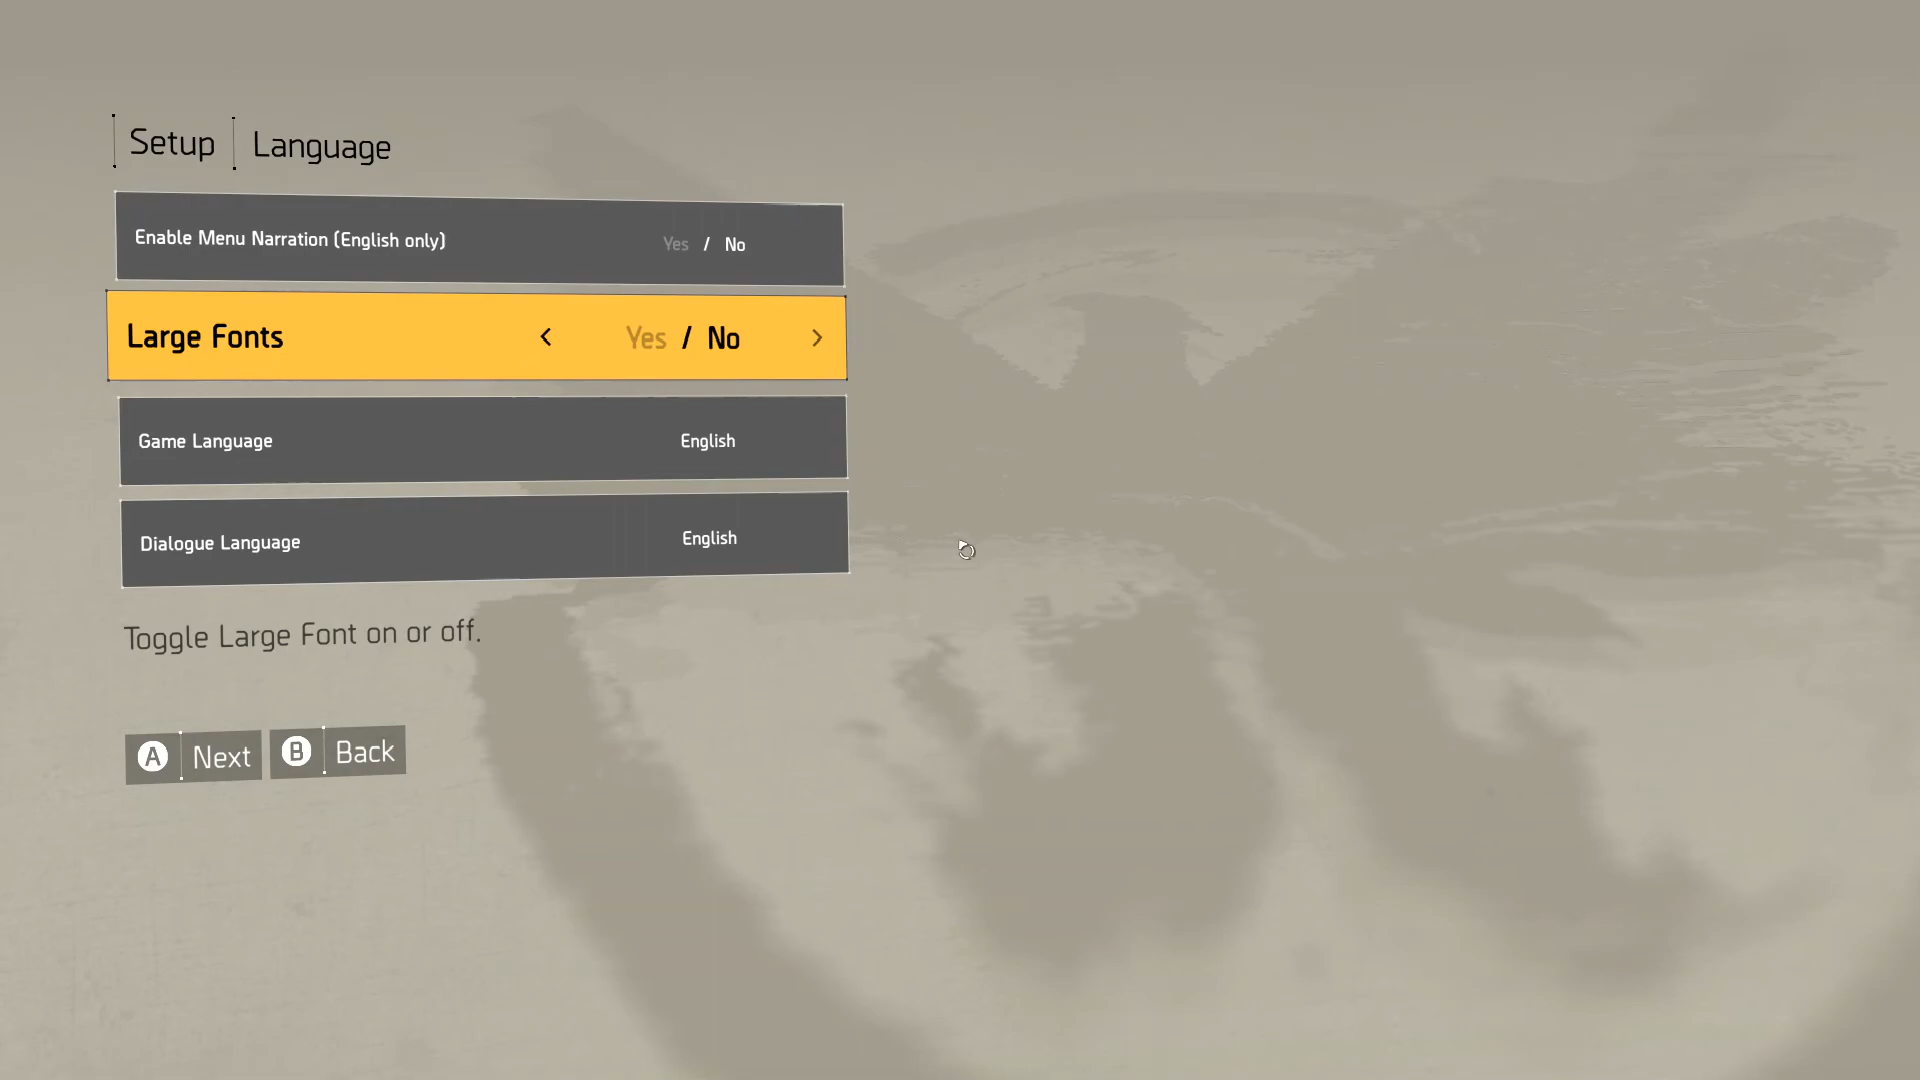 Setup Language
Enable Menu Narration (English only) Yes / No
Large Fonts < Yes / No >
Game Language English
Dialogue Language English
Toggle Large Font on or off.
A Next B Back